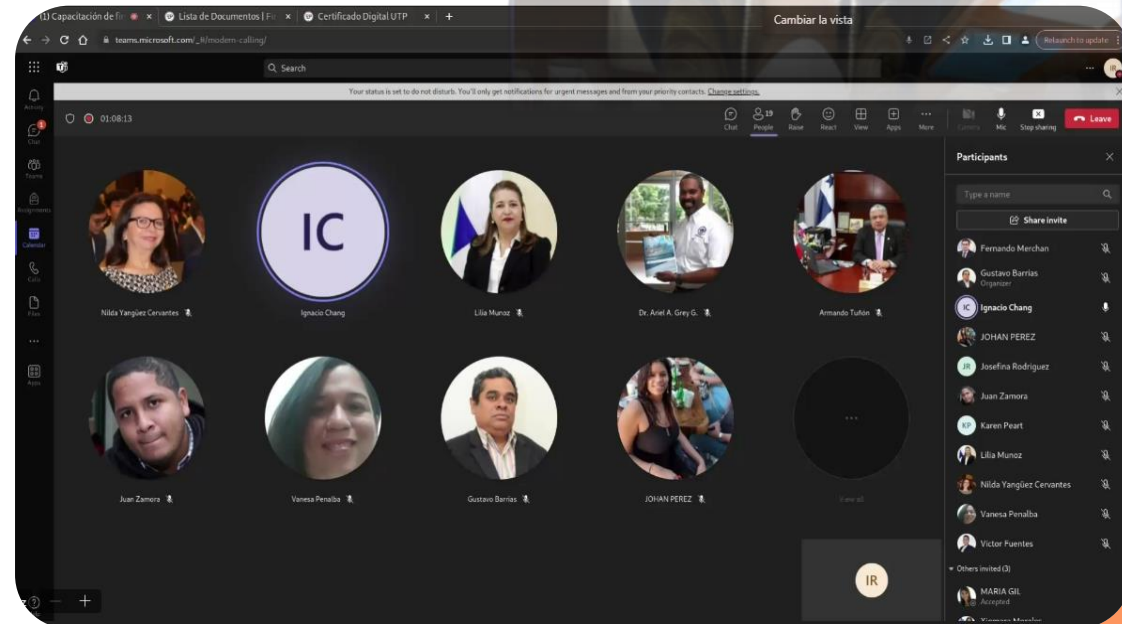 Cambiar la vista
(1) Capacitación de fir
Lista de Documentos | Fi
Certificado Digital UTP
teams.microsoft.com/_#/modern-calling/
Relaunch to update
Search
IR
Your status is set to do not disturb. You'll only get notifications for urgent messages and from your priority contacts. Change settings.
01:08:13
19
Chat
People
Raise
React
View
Apps
More
Camera
Mic
Stop sharing
Leave
Activity
Chat
Teams
Assignments
Calendar
Calls
Files
Apps
IC
Nilda Yangüez Cervantes
Ignacio Chang
Lilia Munoz
Dr. Ariel A. Grey G.
Armando Tuñón
Juan Zamora
Vanesa Penalba
Gustavo Barrias
JOHAN PEREZ
View all
IR
Participants
Type a name
Share invite
Fernando Merchan
Gustavo Barrias
Organizer
IC Ignacio Chang
JOHAN PEREZ
JR Josefina Rodriguez
Juan Zamora
KP Karen Peart
Lilia Munoz
Nilda Yangüez Cervantes
Vanesa Penalba
Victor Fuentes
Others invited (3)
MARIA GIL
Accepted